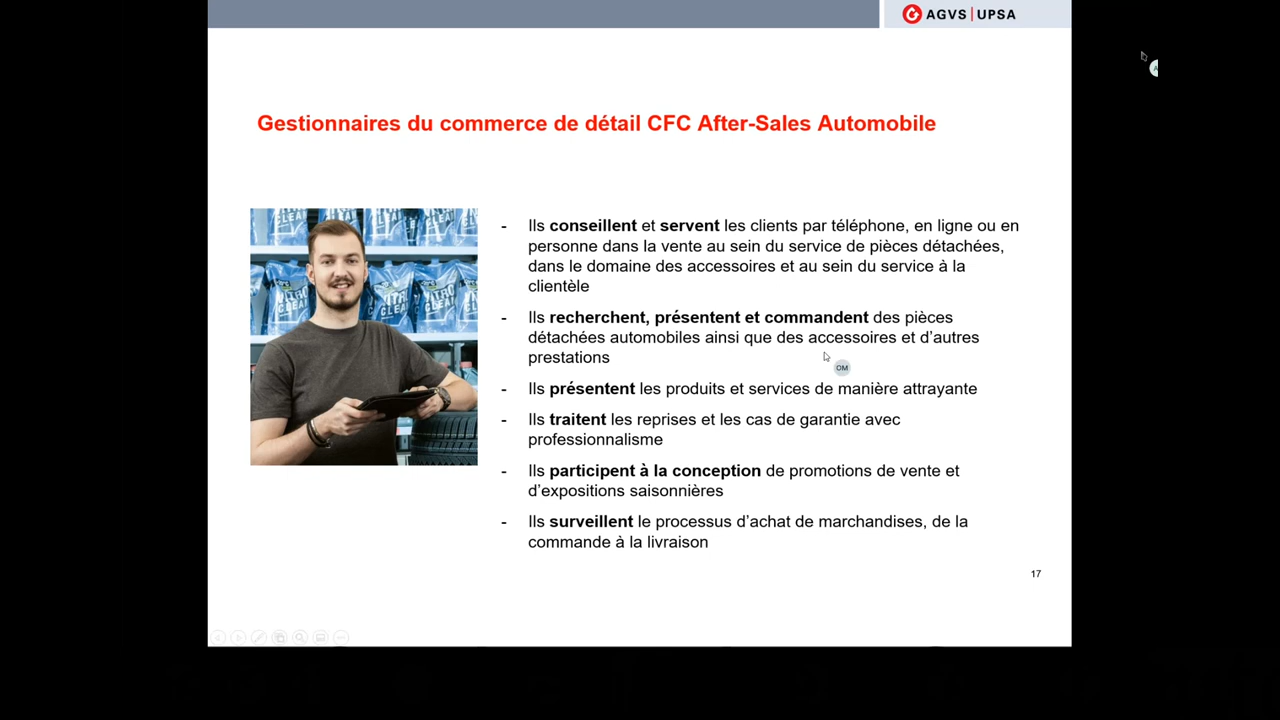 AGVS | UPSA
Gestionnaires du commerce de détail CFC After-Sales Automobile
- Ils conseillent et servent les clients par téléphone, en ligne ou en
personne dans la vente au sein du service de pièces détachées,
dans le domaine des accessoires et au sein du service à la
clientèle
- Ils recherchent, présentent et commandent des pièces
détachées automobiles ainsi que des accessoires et d’autres
prestations
OM
- Ils présentent les produits et services de manière attrayante
- Ils traitent les reprises et les cas de garantie avec
professionnalisme
- Ils participent à la conception de promotions de vente et
d’expositions saisonnières
- Ils surveillent le processus d’achat de marchandises, de la
commande à la livraison
17